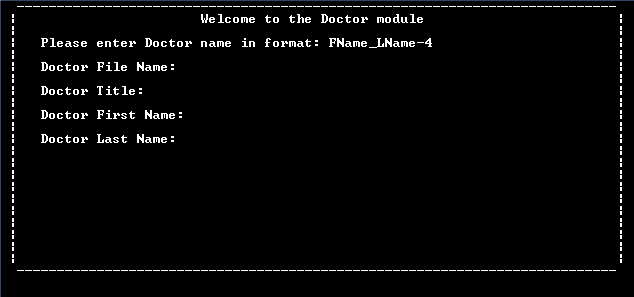 Welcome to the Doctor module
Please enter Doctor name in format: FName_LName-4
Doctor File Name:
Doctor Title:
Doctor First Name:
Doctor Last Name: